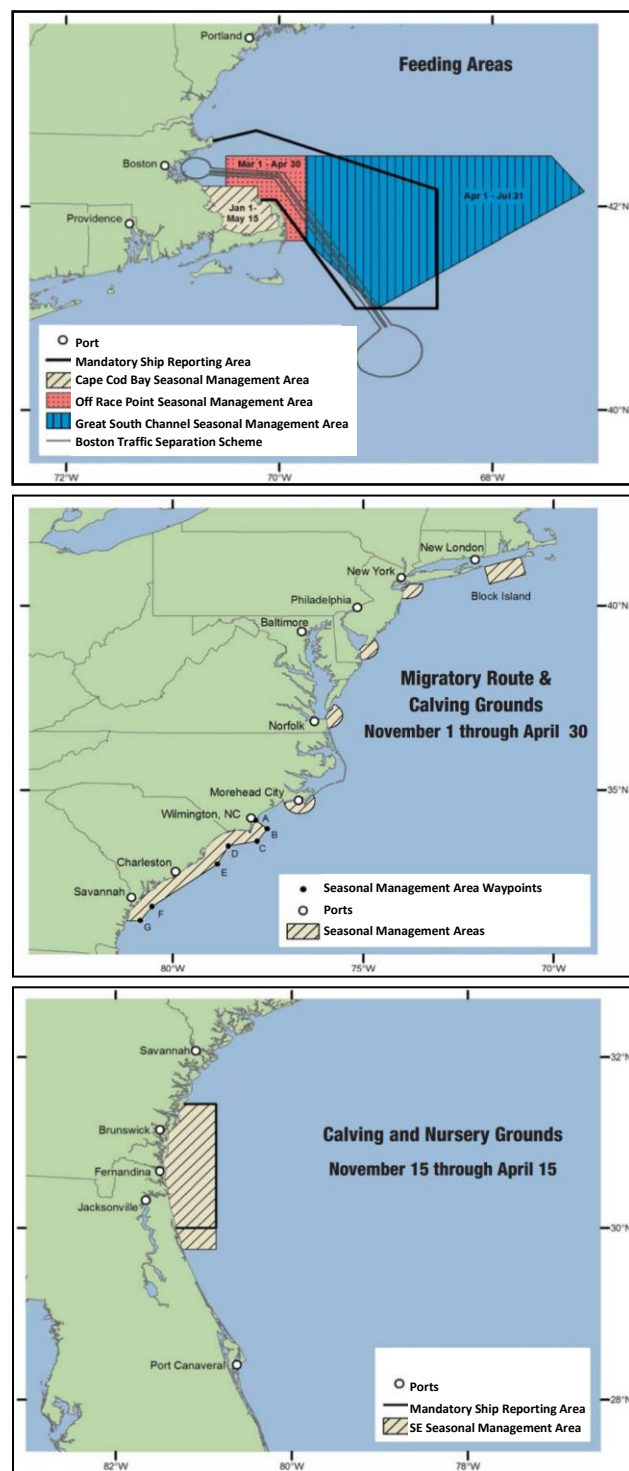 Portland
Feeding Areas
Boston
Mar 1 - Apr 30
Apr 1 - Jul 31
42°N
Jan 1-
May 15
Providence
Port
Mandatory Ship Reporting Area
Cape Cod Bay Seasonal Management Area
Off Race Point Seasonal Management Area
Great South Channel Seasonal Management Area
Boston Traffic Separation Scheme
40°N
72°W
70°W
68°W
New London
New York
Block Island
Philadelphia
40°N
Baltimore
Migratory Route &
Calving Grounds
November 1 through April 30
Norfolk
Morehead City
35°N
Wilmington, NC
A
B
C
D
Charleston
E
Savannah
F
G
Seasonal Management Area Waypoints
Ports
Seasonal Management Areas
80°W
75°W
70°W
Savannah
32°N
Brunswick
Calving and Nursery Grounds
November 15 through April 15
Fernandina
Jacksonville
30°N
Port Canaveral
Ports
Mandatory Ship Reporting Area
SE Seasonal Management Area
28°N
82°W
80°W
78°W